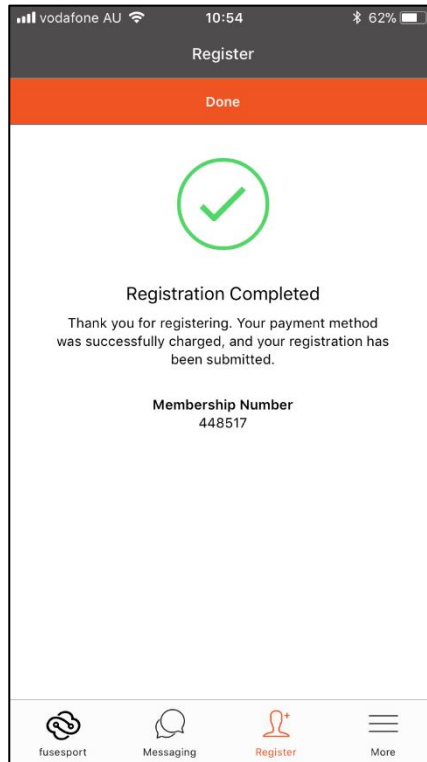 vodafone AU 10:54 62%
Register
Done
Registration Completed
Thank you for registering. Your payment method
was successfully charged, and your registration has
been submitted.
Membership Number
448517
fusesport Messaging Register More